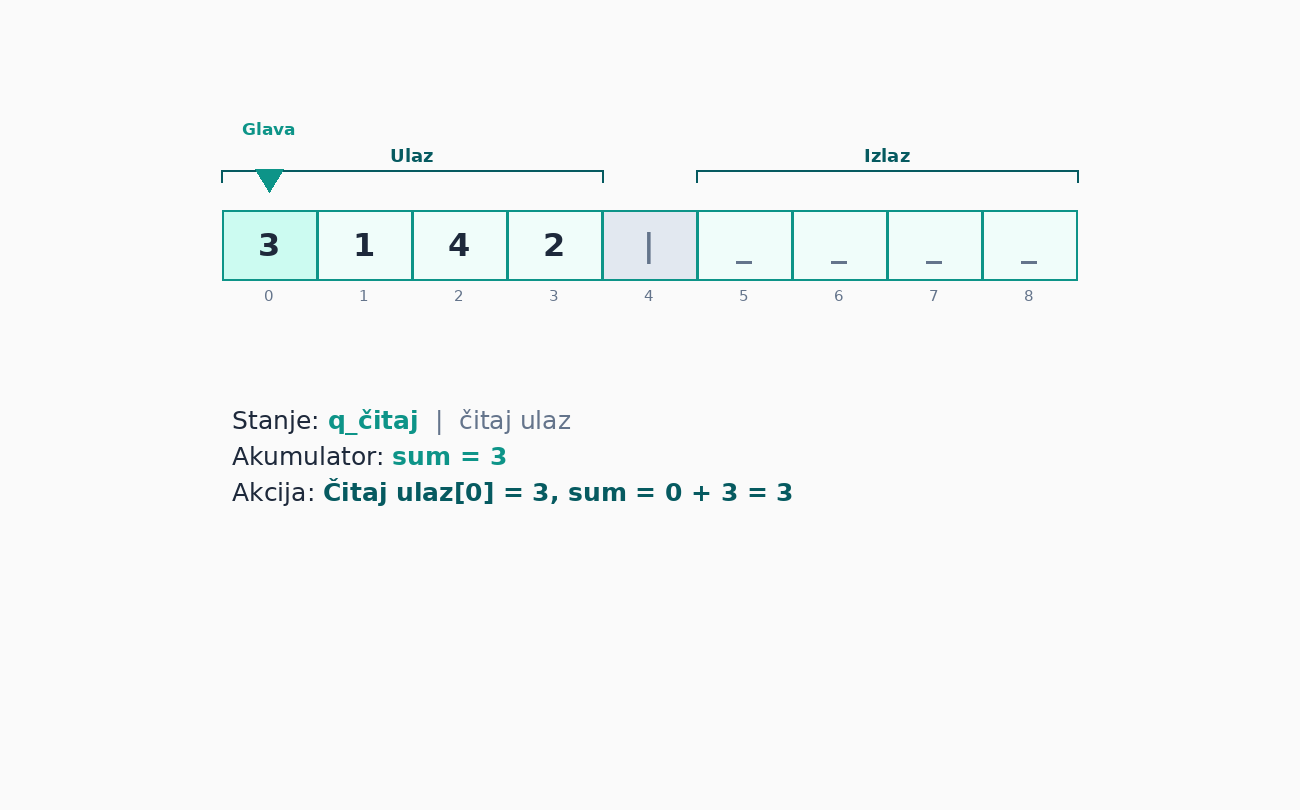 Glava
Ulaz Izlaz
3 1 4 2 | _ _ _ _
0 1 2 3 4 5 6 7 8
Stanje: q_čitaj | čitaj ulaz
Akumulator: sum = 3
Akcija: Čitaj ulaz[0] = 3, sum = 0 + 3 = 3